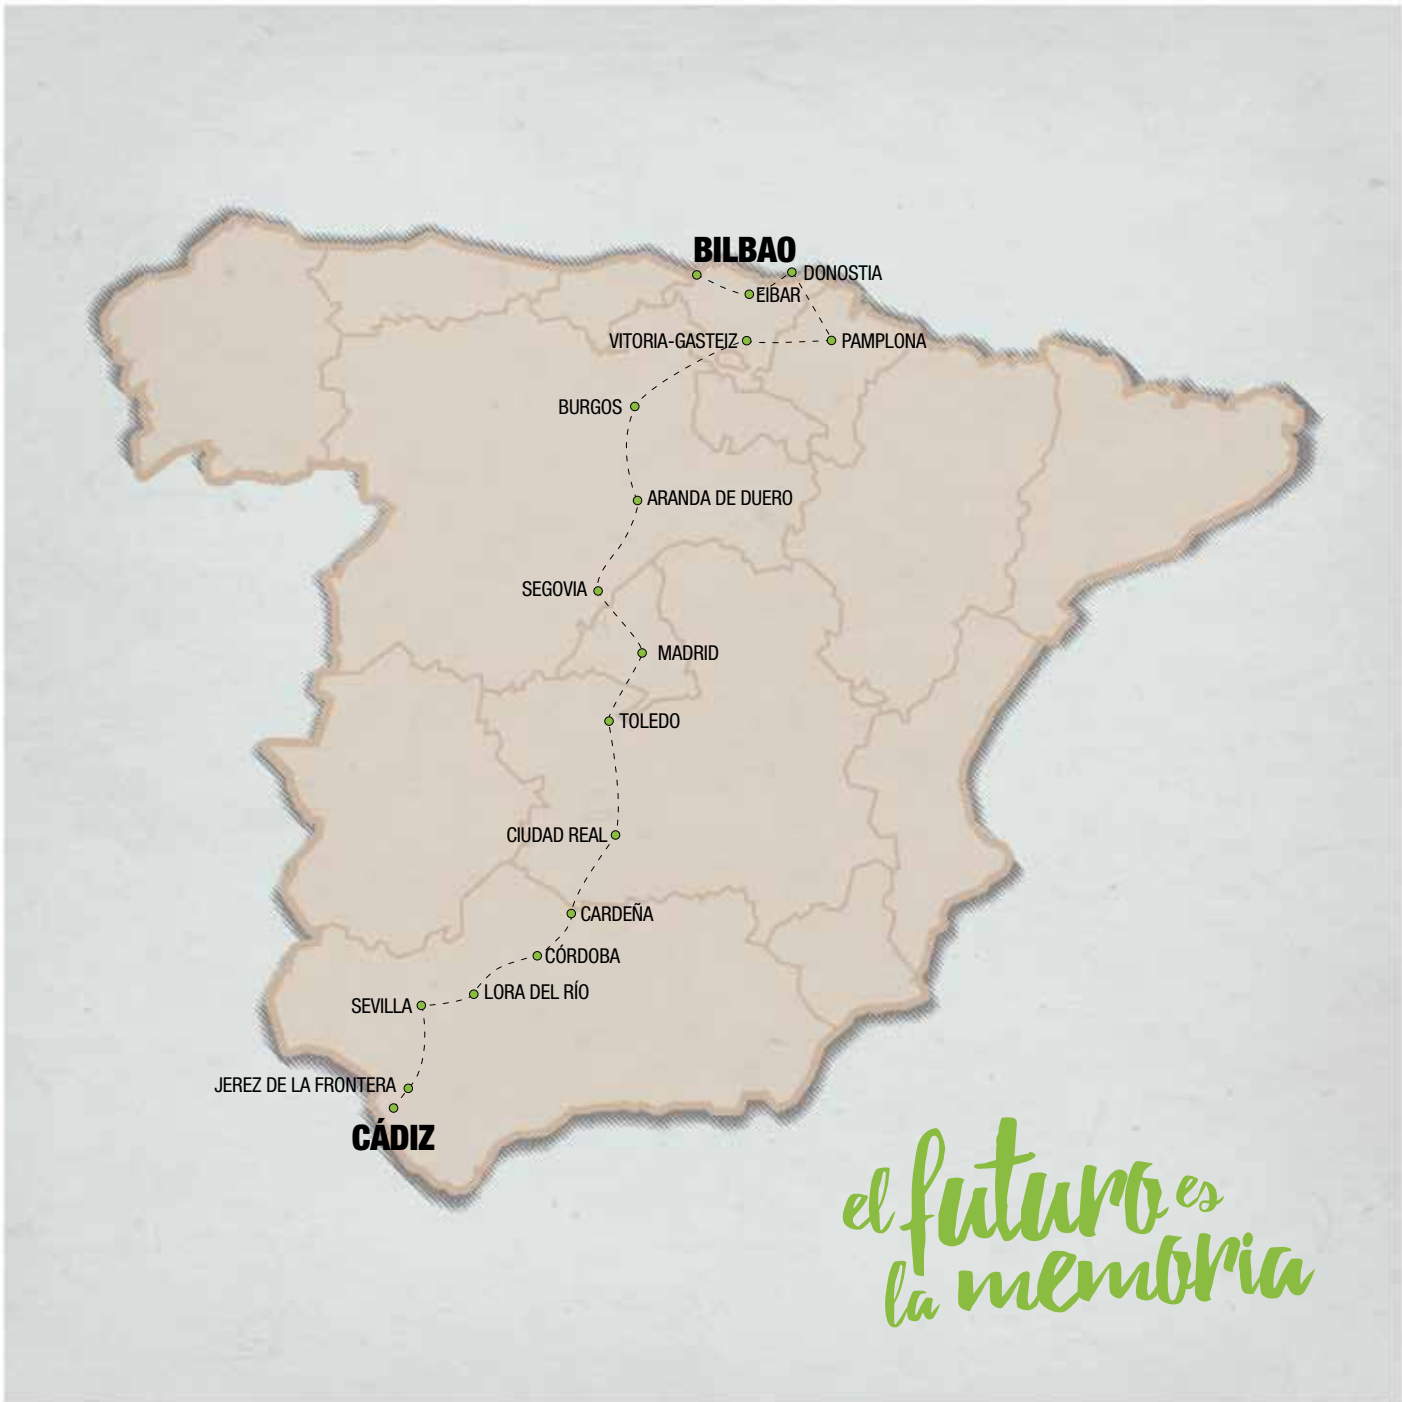 BILBAO
DONOSTIA
EIBAR
VITORIA-GASTEIZ
PAMPLONA
BURGOS
ARANDA DE DUERO
SEGOVIA
MADRID
TOLEDO
CIUDAD REAL
CARDEÑA
CÓRDOBA
LORA DEL RÍO
SEVILLA
JEREZ DE LA FRONTERA
CÁDIZ
el futuro es
la memoria